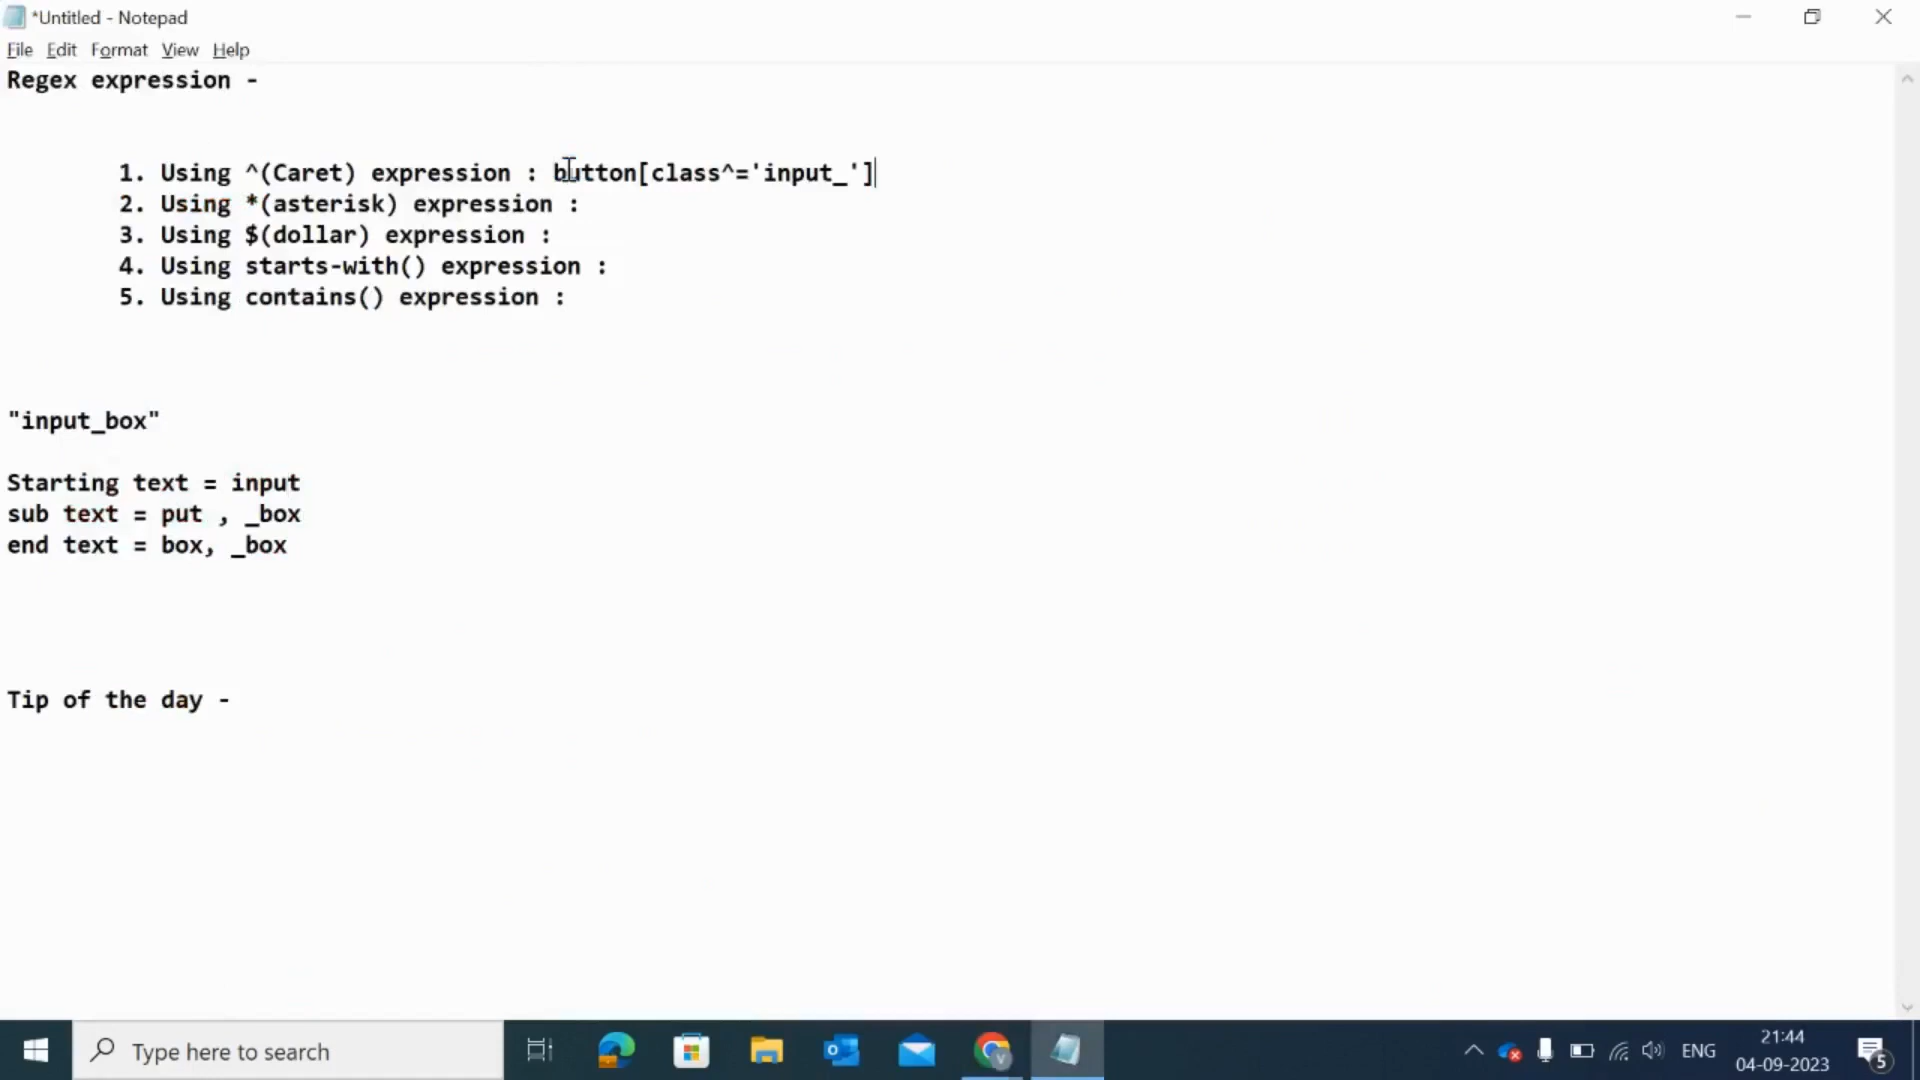 *Untitled - Notepad
File Edit Format View Help
Regex expression -
1. Using ^(Caret) expression : button[class^='input_']
2. Using *(asterisk) expression :
3. Using $(dollar) expression :
4. Using starts-with() expression :
5. Using contains() expression :
"input_box"
Starting text = input
sub text = put , _box
end text = box, _box
Tip of the day -
Type here to search
ENG
21:44
04-09-2023
5